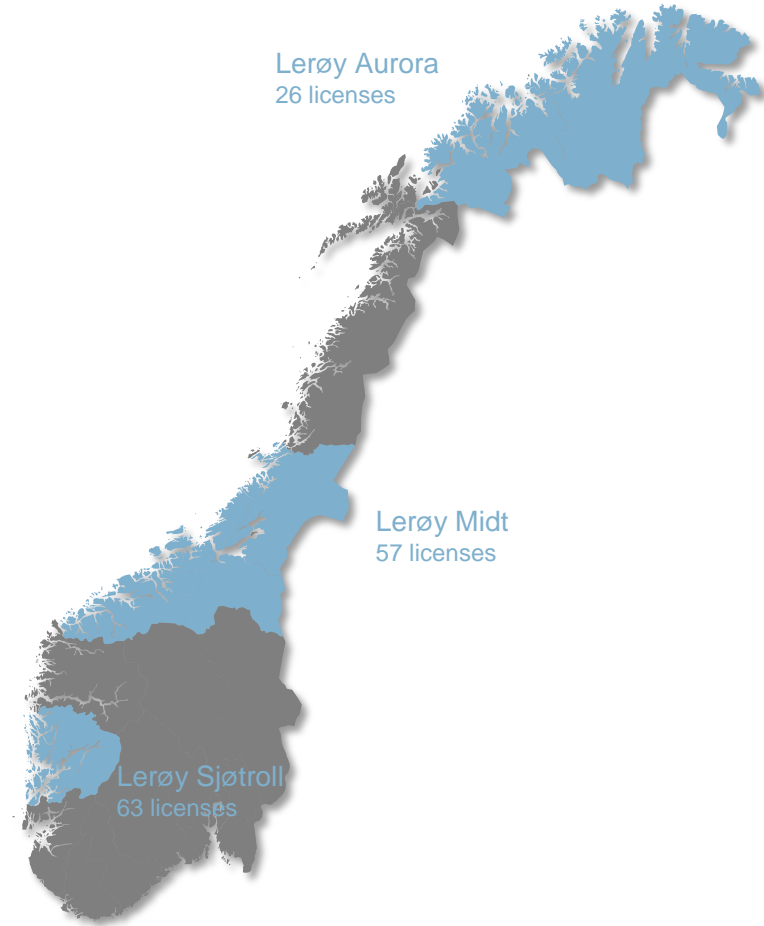 Lerøy Aurora
26 licenses
Lerøy Midt
57 licenses
Lerøy Sjøtroll
63 licenses